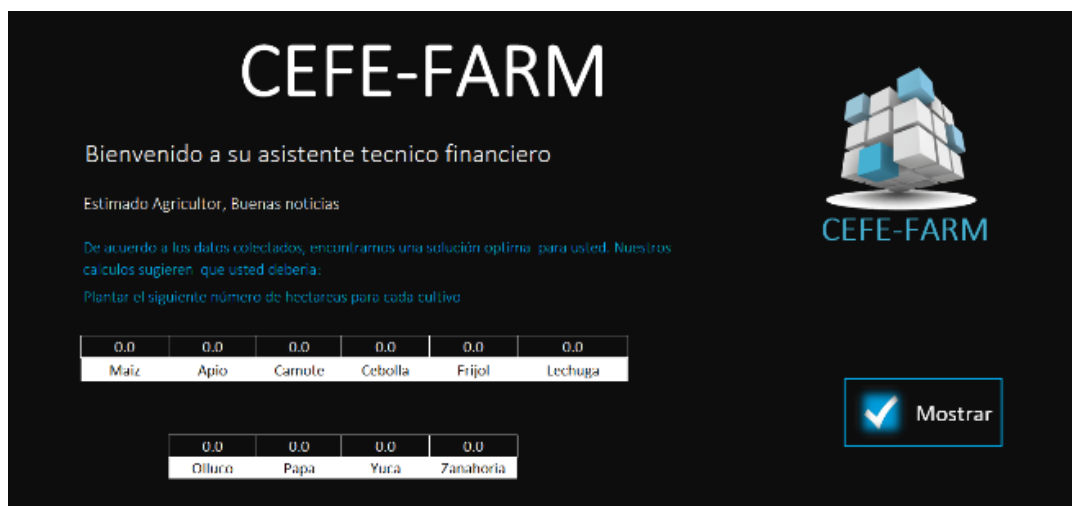 CEFE-FARM
Bienvenido a su asistente tecnico financiero
Estimado Agricultor, Buenas noticias
CEFE-FARM
De acuerdo a los datos colectados, encontramos una solución optima para usted. Nuestros
calculos sugieren que usted deberia:
Plantar el siguiente número de hectareas para cada cultivo
0.0 0.0 0.0 0.0 0.0 0.0
Maiz Apio Camote Cebolla Frijol Lechuga
Mostrar
0.0 0.0 0.0 0.0
Olluco Papa Yuca Zanahoria